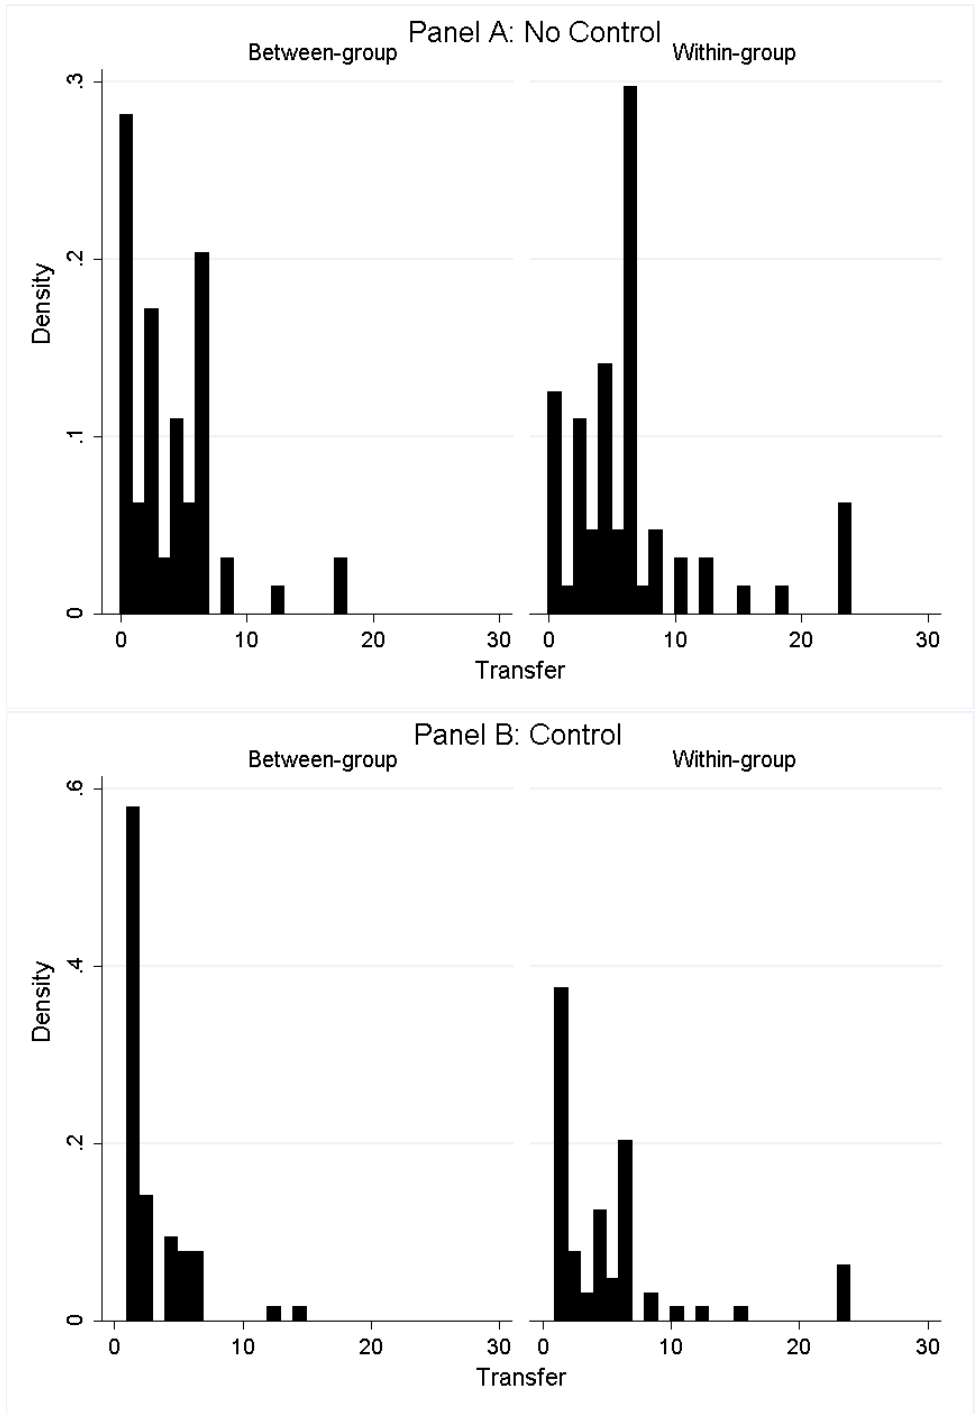 Panel A: No Control
Between-group
Within-group
.3
.2
.1
0
Density
0 10 20 30
0 10 20 30
Transfer
Panel B: Control
Between-group
Within-group
.6
.4
.2
0
Density
0 10 20 30
0 10 20 30
Transfer